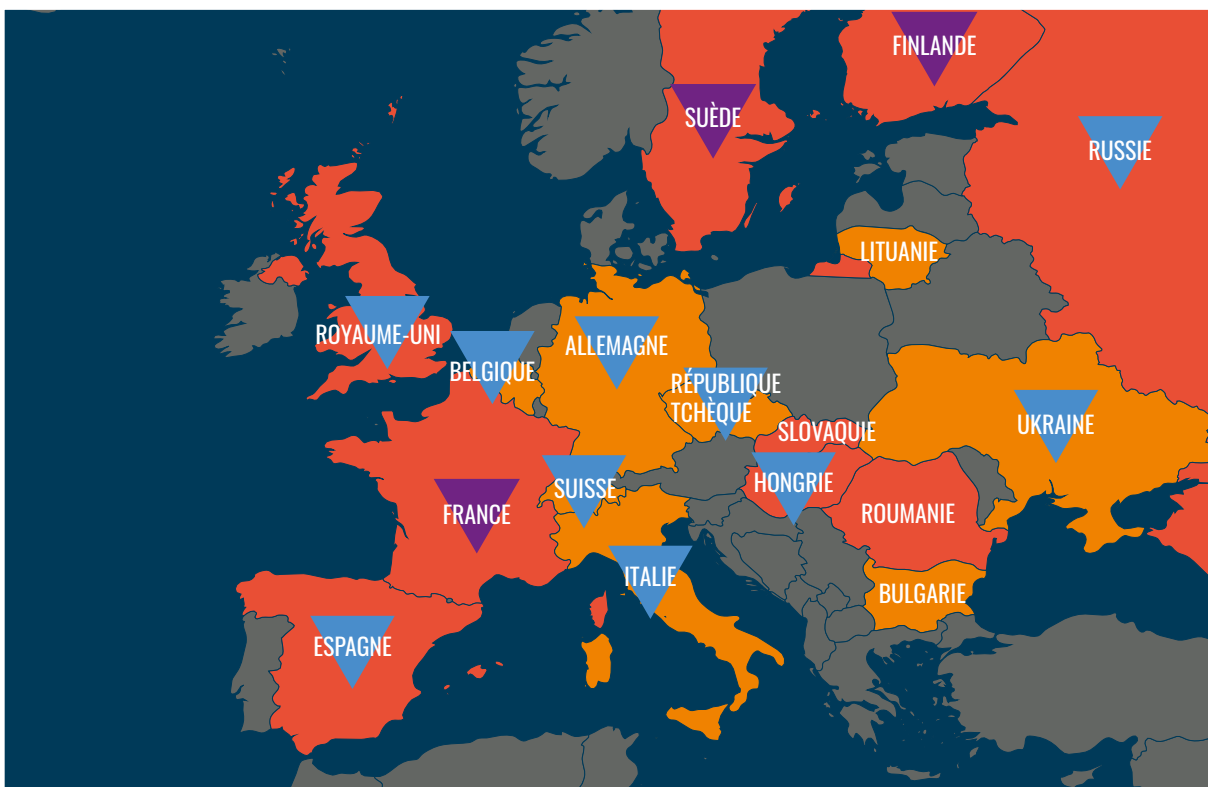 FINLANDE
SUÈDE
RUSSIE
LITUANIE
ROYAUME-UNI
BELGIQUE
ALLEMAGNE
RÉPUBLIQUE
TCHÈQUE
SLOVAQUIE
UKRAINE
SUISSE
HONGRIE
FRANCE
ROUMANIE
ITALIE
BULGARIE
ESPAGNE